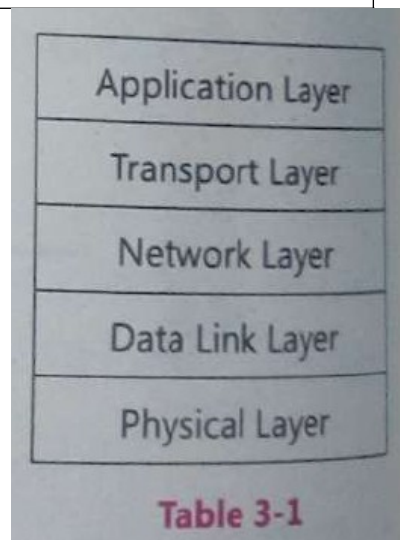 Application Layer
Transport Layer
Network Layer
Data Link Layer
Physical Layer
Table 3-1